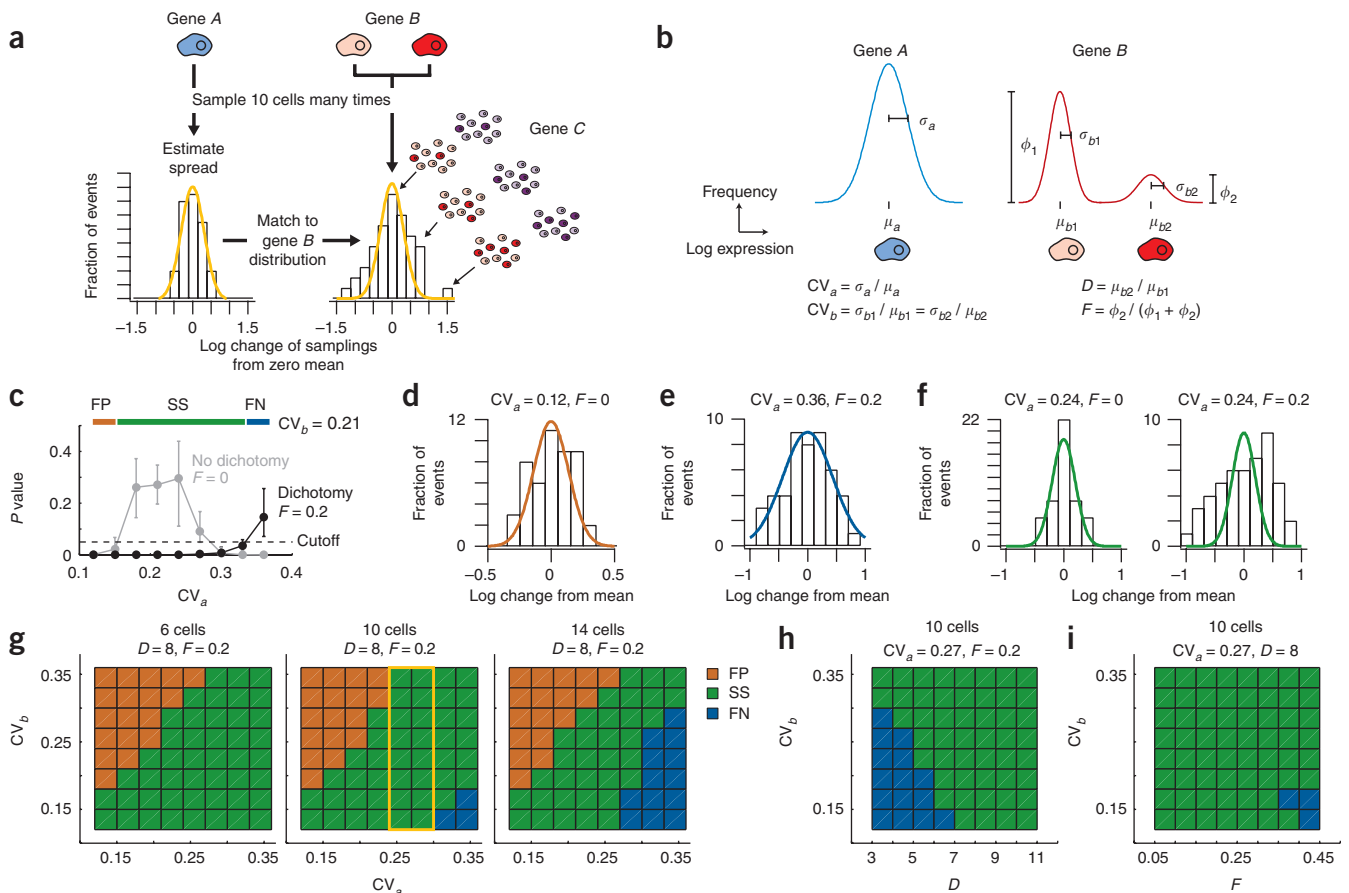 a
Gene A
Gene B
Sample 10 cells many times
Estimate
spread
Gene C
Match to
gene B
distribution
Fraction of events
−1.5 0 1.5
−1.5 0 1.5
Log change of samplings
from zero mean
b
Gene A
Gene B
σa
ϕ1
σb1
σb2
ϕ2
Frequency
Log expression
μa
μb1
μb2
CVa = σa / μa
CVb = σb1 / μb1 = σb2 / μb2
D = μb2 / μb1
F = ϕ2 / (ϕ1 + ϕ2)
c
FP SS FN
CVb = 0.21
P value
0.4
0.2
0
No dichotomy
F = 0
Dichotomy
F = 0.2
Cutoff
0.1 0.2 0.3 0.4
CVa
d
CVa = 0.12, F = 0
Fraction of
events
12
0
−0.5 0 0.5
Log change from mean
e
CVa = 0.36, F = 0.2
Fraction of
events
10
0
−1 0 1
Log change from mean
f
CVa = 0.24, F = 0
CVa = 0.24, F = 0.2
Fraction of
events
22
0
−1 0 1
10
0
−1 0 1
Log change from mean
g
6 cells
D = 8, F = 0.2
10 cells
D = 8, F = 0.2
14 cells
D = 8, F = 0.2
CVb
0.35
0.25
0.15
0.15 0.25 0.35
0.15 0.25 0.35
0.15 0.25 0.35
CVa
FP
SS
FN
h
10 cells
CVa = 0.27, F = 0.2
CVb
0.35
0.15
3 5 7 9 11
D
i
10 cells
CVa = 0.27, D = 8
CVb
0.35
0.15
0.05 0.25 0.45
F